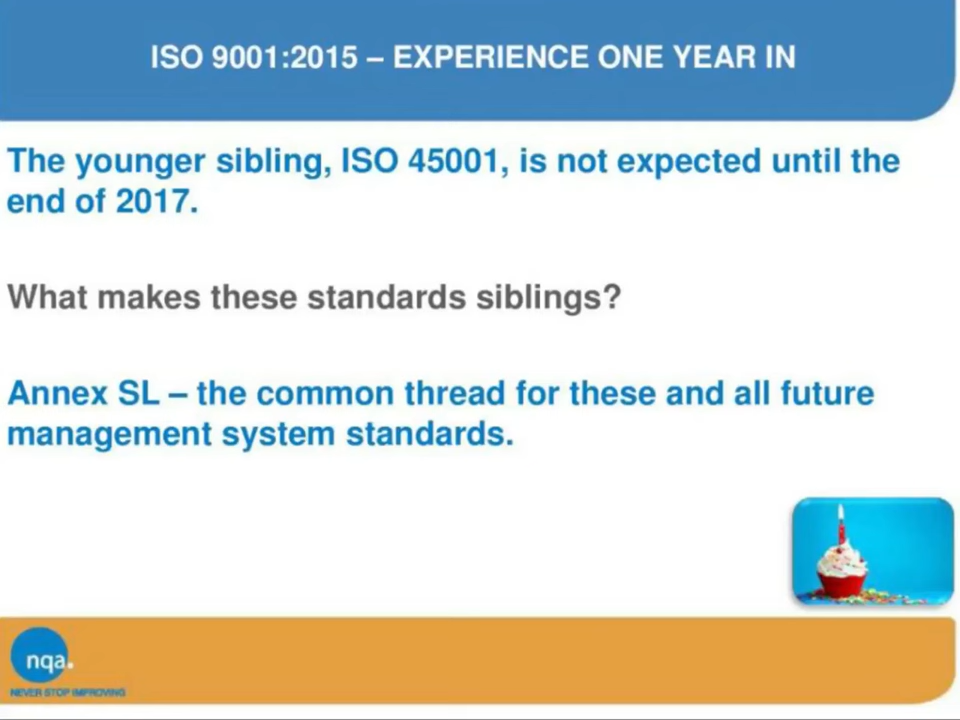 ISO 9001:2015 – EXPERIENCE ONE YEAR IN
The younger sibling, ISO 45001, is not expected until the
end of 2017.
What makes these standards siblings?
Annex SL – the common thread for these and all future
management system standards.
nqa.
NEVER STOP IMPROVING